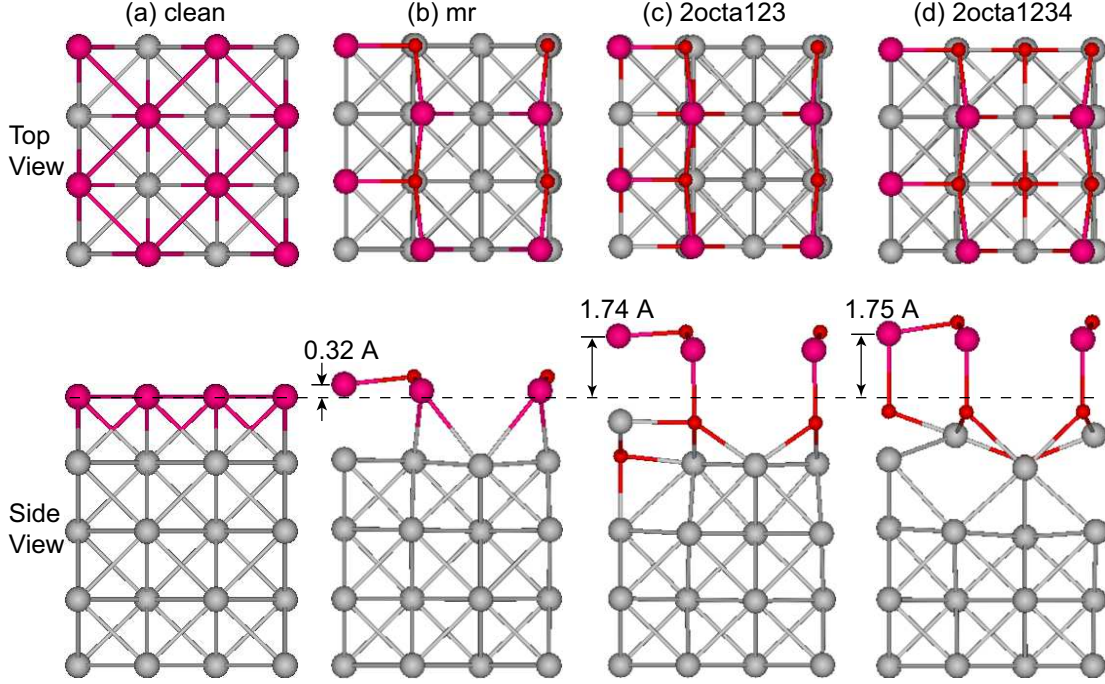 (a) clean
(b) mr
(c) 2octa123
(d) 2octa1234
Top
View
1.74 A
1.75 A
0.32 A
Side
View